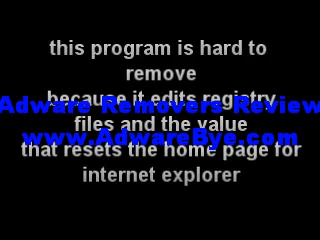 this program is hard to
remove
because it edits registry
Adware Removers Review
files and the value
www.AdwareBye.com
that resets the home page for
internet explorer